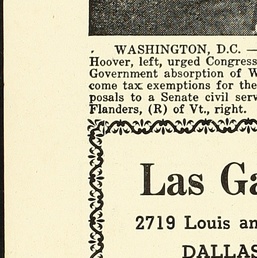 WASHINGTON, D.C. —
Hoover, left, urged Congress
Government absorption of W
come tax exemptions for the
posals to a Senate civil serv
Flanders, (R) of Vt., right.
Las Ga
2719 Louis an
DALLAS